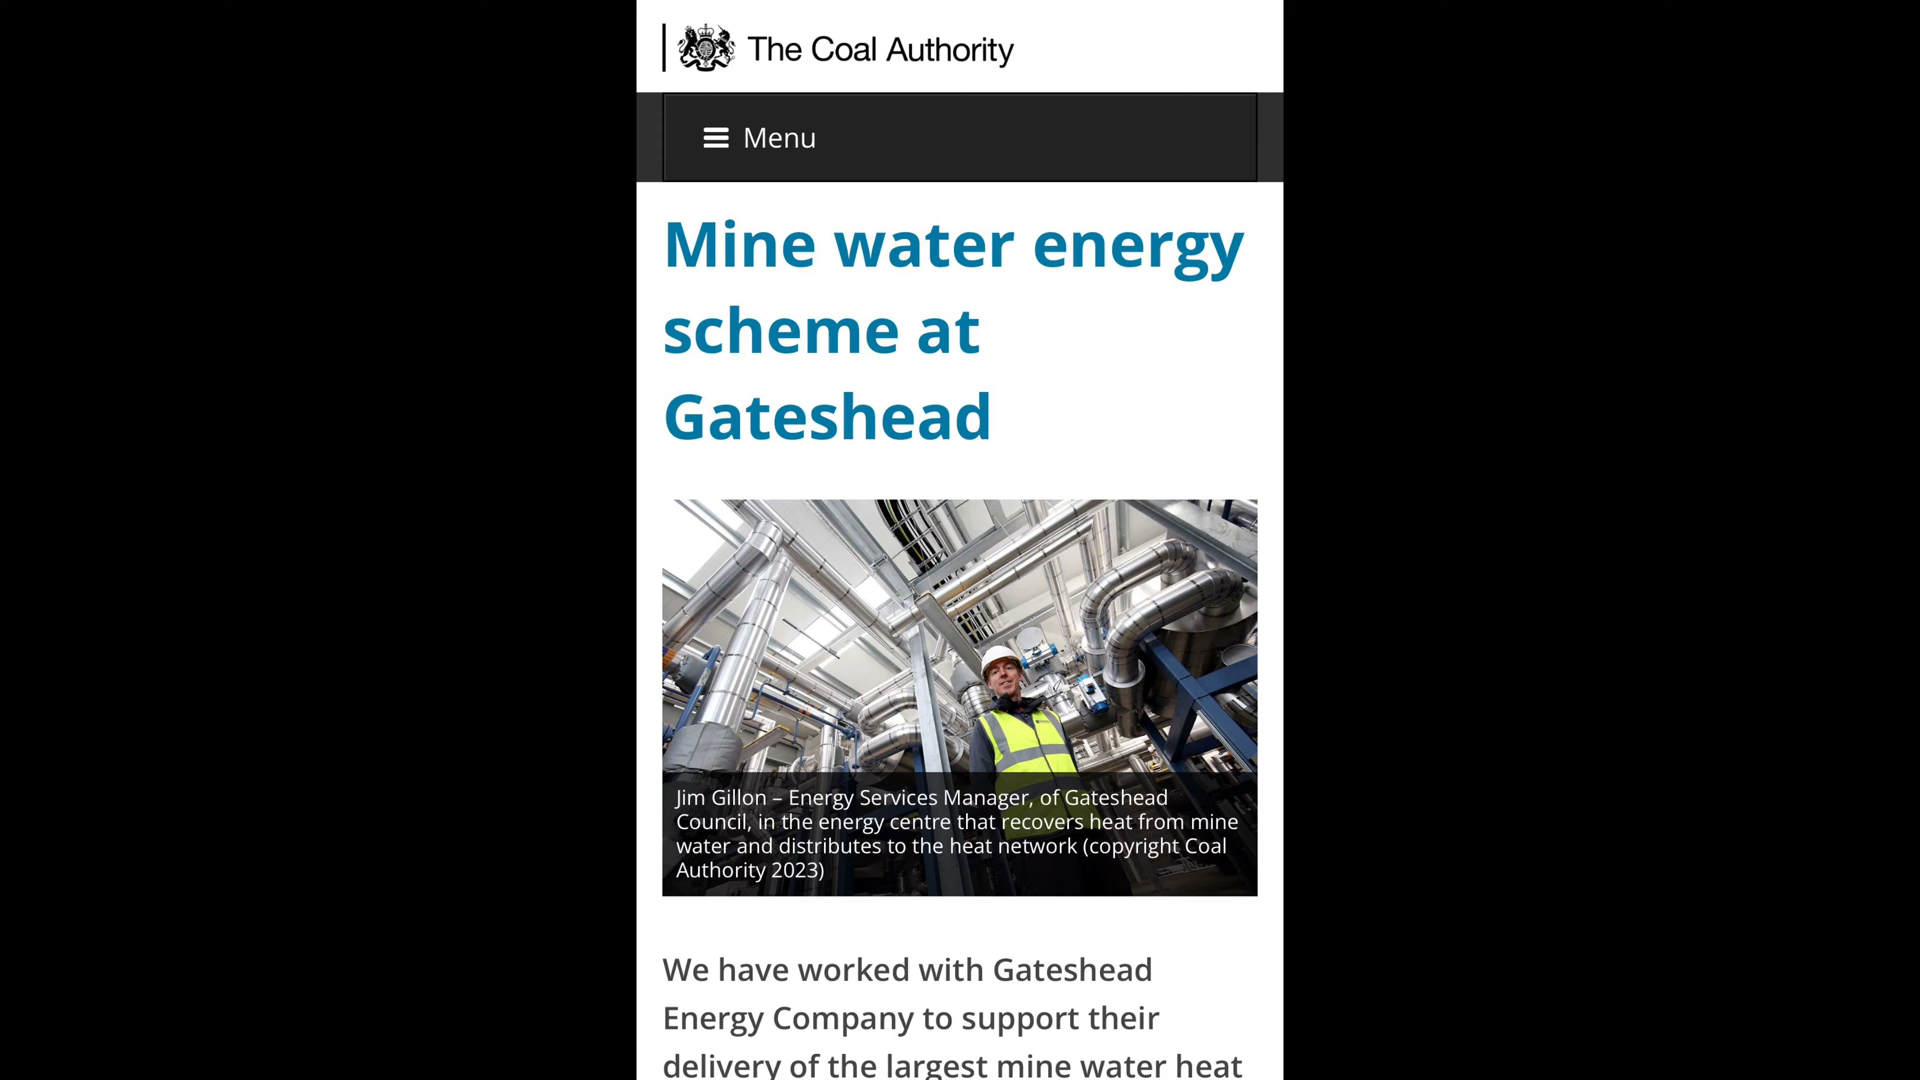 The Coal Authority
Menu
Mine water energy
scheme at
Gateshead
Jim Gillon – Energy Services Manager, of Gateshead
Council, in the energy centre that recovers heat from mine
water and distributes to the heat network (copyright Coal
Authority 2023)
We have worked with Gateshead
Energy Company to support their
delivery of the largest mine water heat